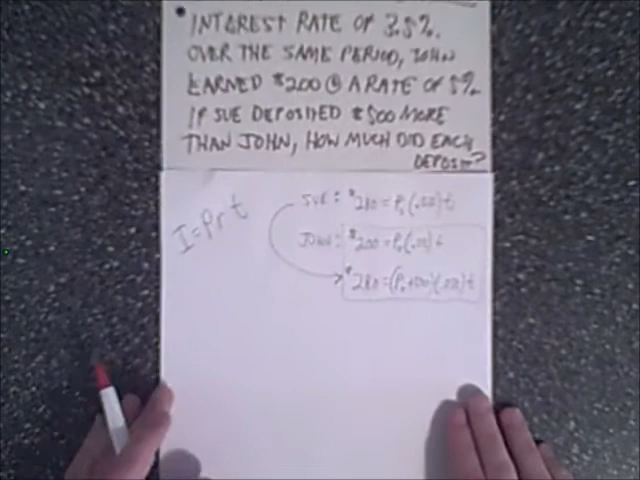 • INTEREST RATE OF 3.5%.
OVER THE SAME PERIOD, JOHN
EARNED $200 @ A RATE OF 5%.
IF SUE DEPOSITED $500 MORE
THAN JOHN, HOW MUCH DID EACH
DEPOSIT?
I=Prt
SUE: $280=
JOHN: $200=
$280=